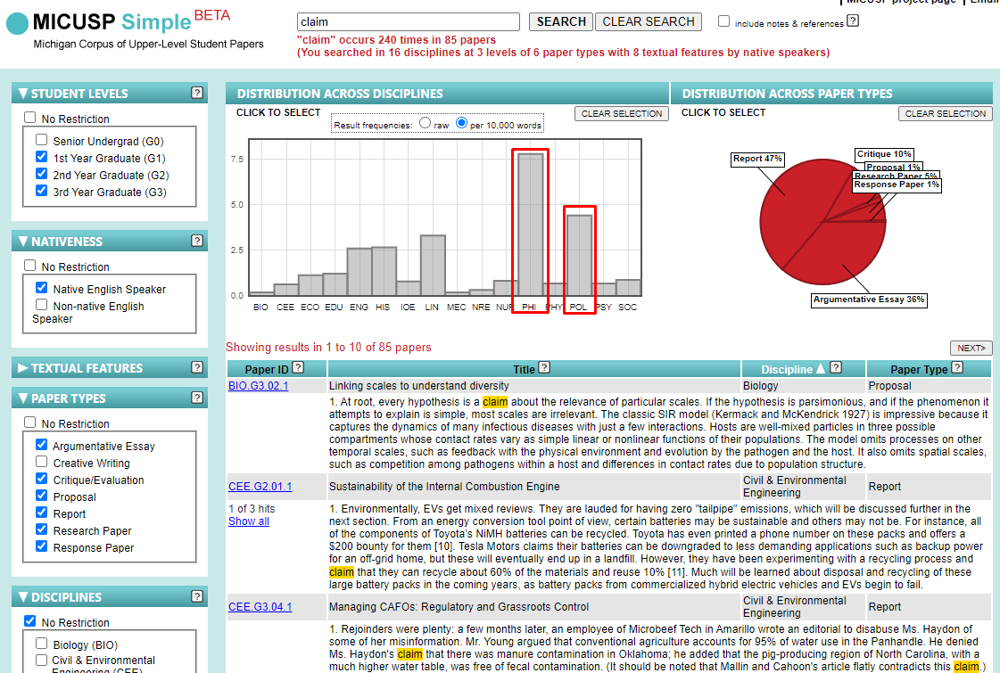 MICUSP project page
Email
MICUSP Simple BETA
Michigan Corpus of Upper-Level Student Papers
claim
SEARCH
CLEAR SEARCH
include notes & references ?
"claim" occurs 240 times in 85 papers
(You searched in 16 disciplines at 3 levels of 6 paper types with 8 textual features by native speakers)
STUDENT LEVELS ?
No Restriction
Senior Undergrad (G0)
1st Year Graduate (G1)
2nd Year Graduate (G2)
3rd Year Graduate (G3)
NATIVENESS ?
No Restriction
Native English Speaker
Non-native English
Speaker
TEXTUAL FEATURES ?
PAPER TYPES ?
No Restriction
Argumentative Essay
Creative Writing
Critique/Evaluation
Proposal
Report
Research Paper
Response Paper
DISCIPLINES ?
No Restriction
Biology (BIO)
Civil & Environmental
Engineering (CEE)
DISTRIBUTION ACROSS DISCIPLINES
CLICK TO SELECT
CLEAR SELECTION
Result frequencies: raw per 10,000 words
7.5
5.0
2.5
0.0
BIO CEE ECO EDU ENG HIS IOE LIN MEC NRE NUR PHI PHY POL PSY SOC
DISTRIBUTION ACROSS PAPER TYPES
CLICK TO SELECT
CLEAR SELECTION
Report 47%
Critique 10%
Proposal 1%
Research Paper 5%
Response Paper 1%
Argumentative Essay 36%
Showing results in 1 to 10 of 85 papers
NEXT>
Paper ID ? Title ? Discipline ? Paper Type ?
BIO.G3.02.1 Linking scales to understand diversity Biology Proposal
1. At root, every hypothesis is a claim about the relevance of particular scales. If the hypothesis is parsimonious, and if the phenomenon it
attempts to explain is simple, most scales are irrelevant. The classic SIR model (Kermack and McKendrick 1927) is impressive because it
captures the dynamics of many infectious diseases with just a few interactions. Hosts are well-mixed particles in three possible
compartments whose contact rates vary as simple linear or nonlinear functions of their populations. The model omits processes on other
temporal scales, such as feedback with the physical environment and evolution by the pathogen and the host. It also omits spatial scales,
such as competition among pathogens within a host and differences in contact rates due to population structure.
CEE.G2.01.1 Sustainability of the Internal Combustion Engine Civil & Environmental Engineering Report
1 of 3 hits
Show all
1. Environmentally, EVs get mixed reviews. They are lauded for having zero "tailpipe" emissions, which will be discussed further in the
next section. From an energy conversion tool point of view, certain batteries may be sustainable and others may not be. For instance, all
of the components of Toyota's NiMH batteries can be recycled. Toyota has even printed a phone number on these packs and offers a
$200 bounty for them [10]. Tesla Motors claims their batteries can be downgraded to less demanding applications such as backup power
for an off-grid home, but these will eventually end up in a landfill. However, they have been experimenting with a recycling process and
claim that they can recycle about 60% of the materials and reuse 10% [11]. Much will be learned about disposal and recycling of these
large battery packs in the coming years, as battery packs from commercialized hybrid electric vehicles and EVs begin to fail.
CEE.G3.04.1 Managing CAFOs: Regulatory and Grassroots Control Civil & Environmental Engineering Report
1. Rejoinders were plenty: a few months later, an employee of Microbeef Tech in Amarillo wrote an editorial to disabuse Ms. Haydon of
some of her misinformation. Mr. Young argued that conventional agriculture accounts for 95% of water use in the Panhandle. He denied
Ms. Haydon's claim that there was manure contamination in Oklahoma; he added that the pig-producing region of North Carolina, with a
much higher water table, was free of fecal contamination. (It should be noted that Mallin and Cahoon's article flatly contradicts this claim.)